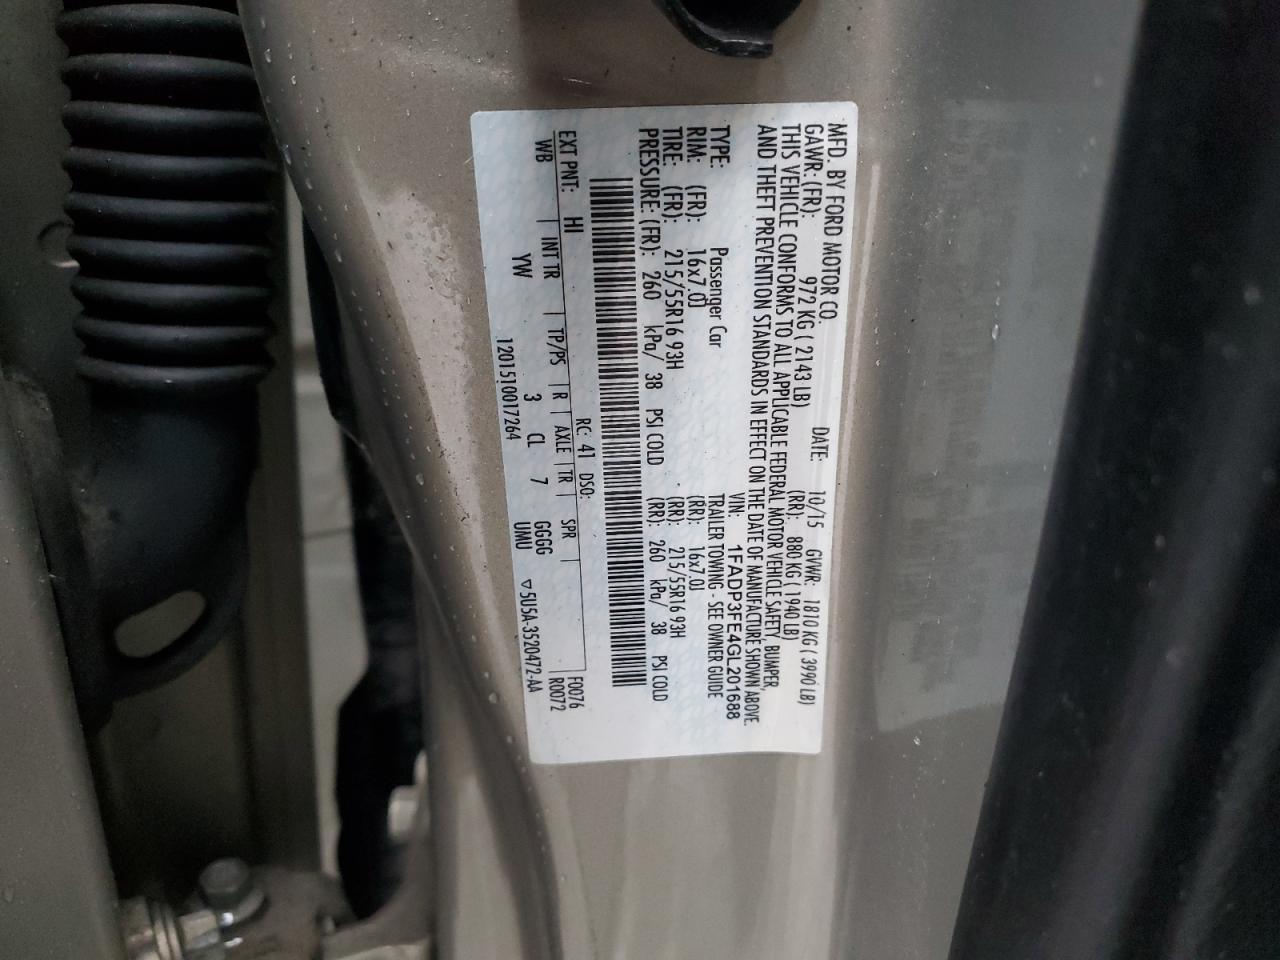 MFD. BY FORD MOTOR CO.
DATE: 10/15 GVWR: 1810 KG ( 3990 LB)
GAWR: (FR): 972 KG ( 2143 LB) (RR): 880 KG ( 1940 LB)
THIS VEHICLE CONFORMS TO ALL APPLICABLE FEDERAL MOTOR VEHICLE SAFETY, BUMPER,
AND THEFT PREVENTION STANDARDS IN EFFECT ON THE DATE OF MANUFACTURE SHOWN ABOVE.
VIN: 1FADP3FE4GL201688
TYPE: Passenger Car TRAILER TOWING - SEE OWNER GUIDE
RIM: (FR): 16x7.0J (RR): 16x7.0J
TIRE: (FR): 215/55R16 93H (RR): 215/55R16 93H
PRESSURE: (FR): 260 kPa/ 38 PSI COLD (RR): 260 kPa/ 38 PSI COLD
RC: 41 DSO: F0076
EXT PNT: HI R0072
WB | INT TR | TP/PS | R | AXLE | TR | SPR |
YW 3 CL 7 GGGG
1201510017264 UMU ▽5U5A-3520472-AA